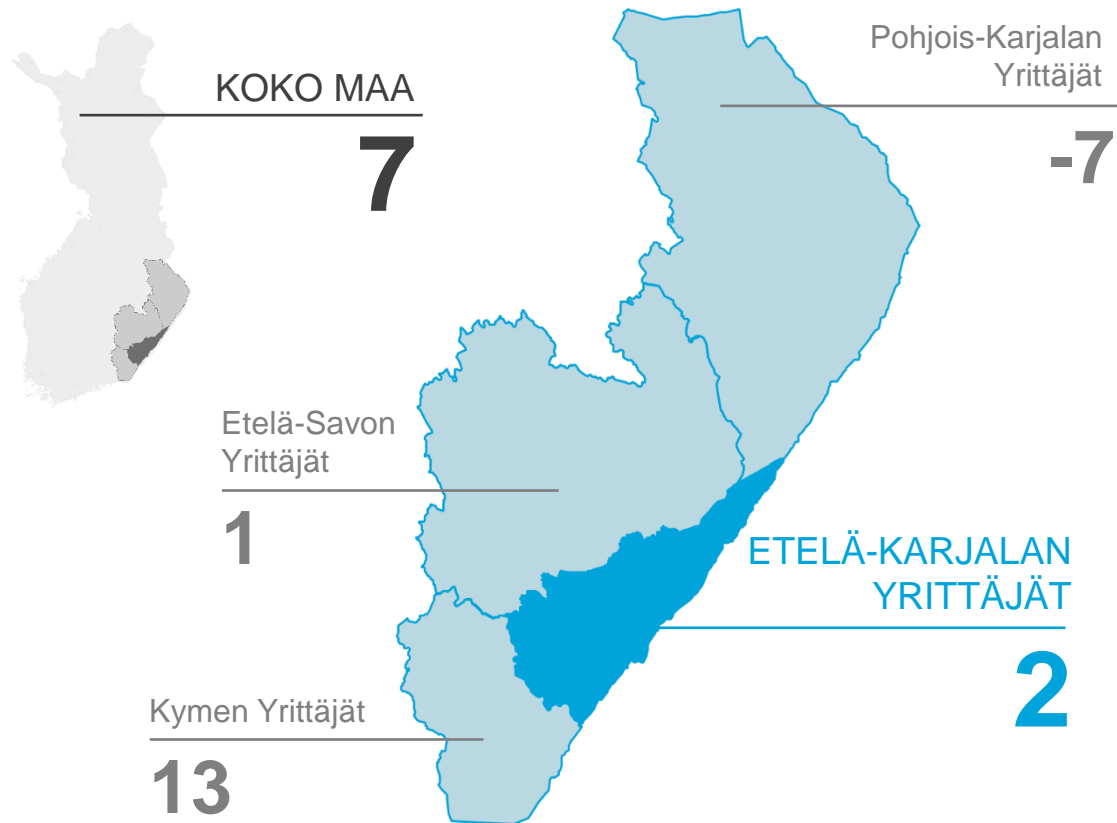 KOKO MAA
7
Pohjois-Karjalan
Yrittäjät
-7
Etelä-Savon
Yrittäjät
1
ETELÄ-KARJALAN
YRITTÄJÄT
2
Kymen Yrittäjät
13